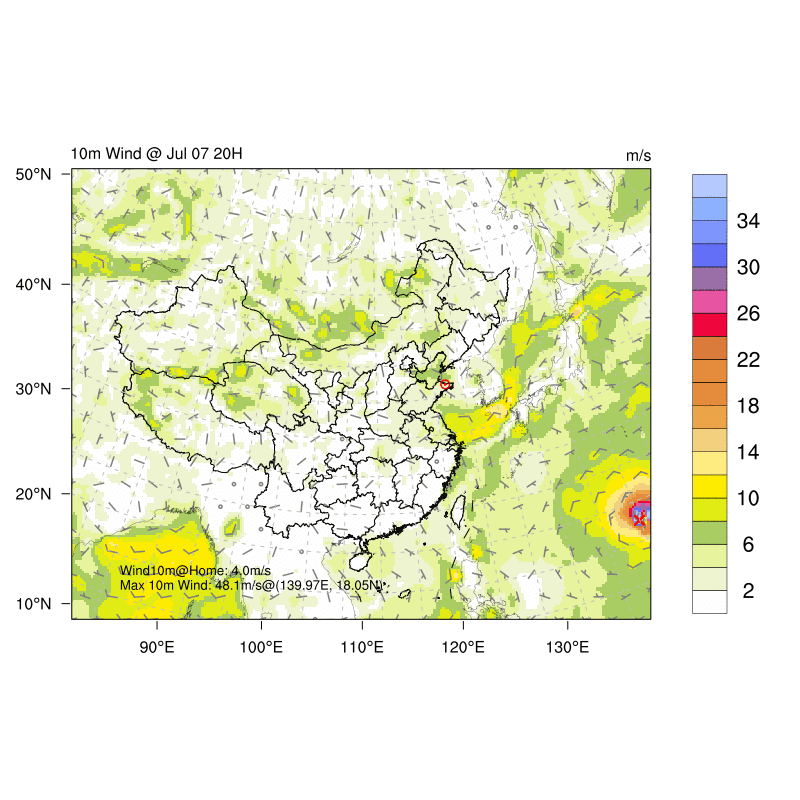 10m Wind @ Jul 07 20H
m/s
50°N
40°N
30°N
20°N
10°N
Wind10m@Home: 4.0m/s
Max 10m Wind: 48.1m/s@(139.97E, 18.05N)
90°E
100°E
110°E
120°E
130°E
34
30
26
22
18
14
10
6
2